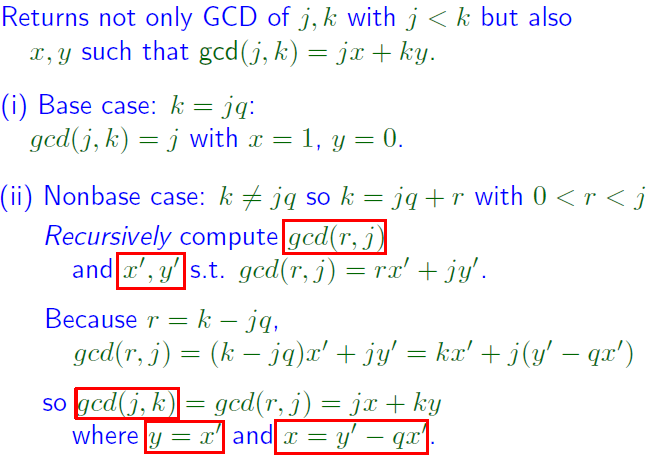 Returns not only GCD of j, k with j < k but also
x, y such that gcd(j, k) = jx + ky.
(i) Base case: k = jq:
gcd(j, k) = j with x = 1, y = 0.
(ii) Nonbase case: k ≠ jq so k = jq + r with 0 < r < j
Recursively compute gcd(r, j)
and x′, y′ s.t. gcd(r, j) = rx′ + jy′.
Because r = k − jq,
gcd(r, j) = (k − jq)x′ + jy′ = kx′ + j(y′ − qx′)
so gcd(j, k) = gcd(r, j) = jx + ky
where y = x′ and x = y′ − qx′.